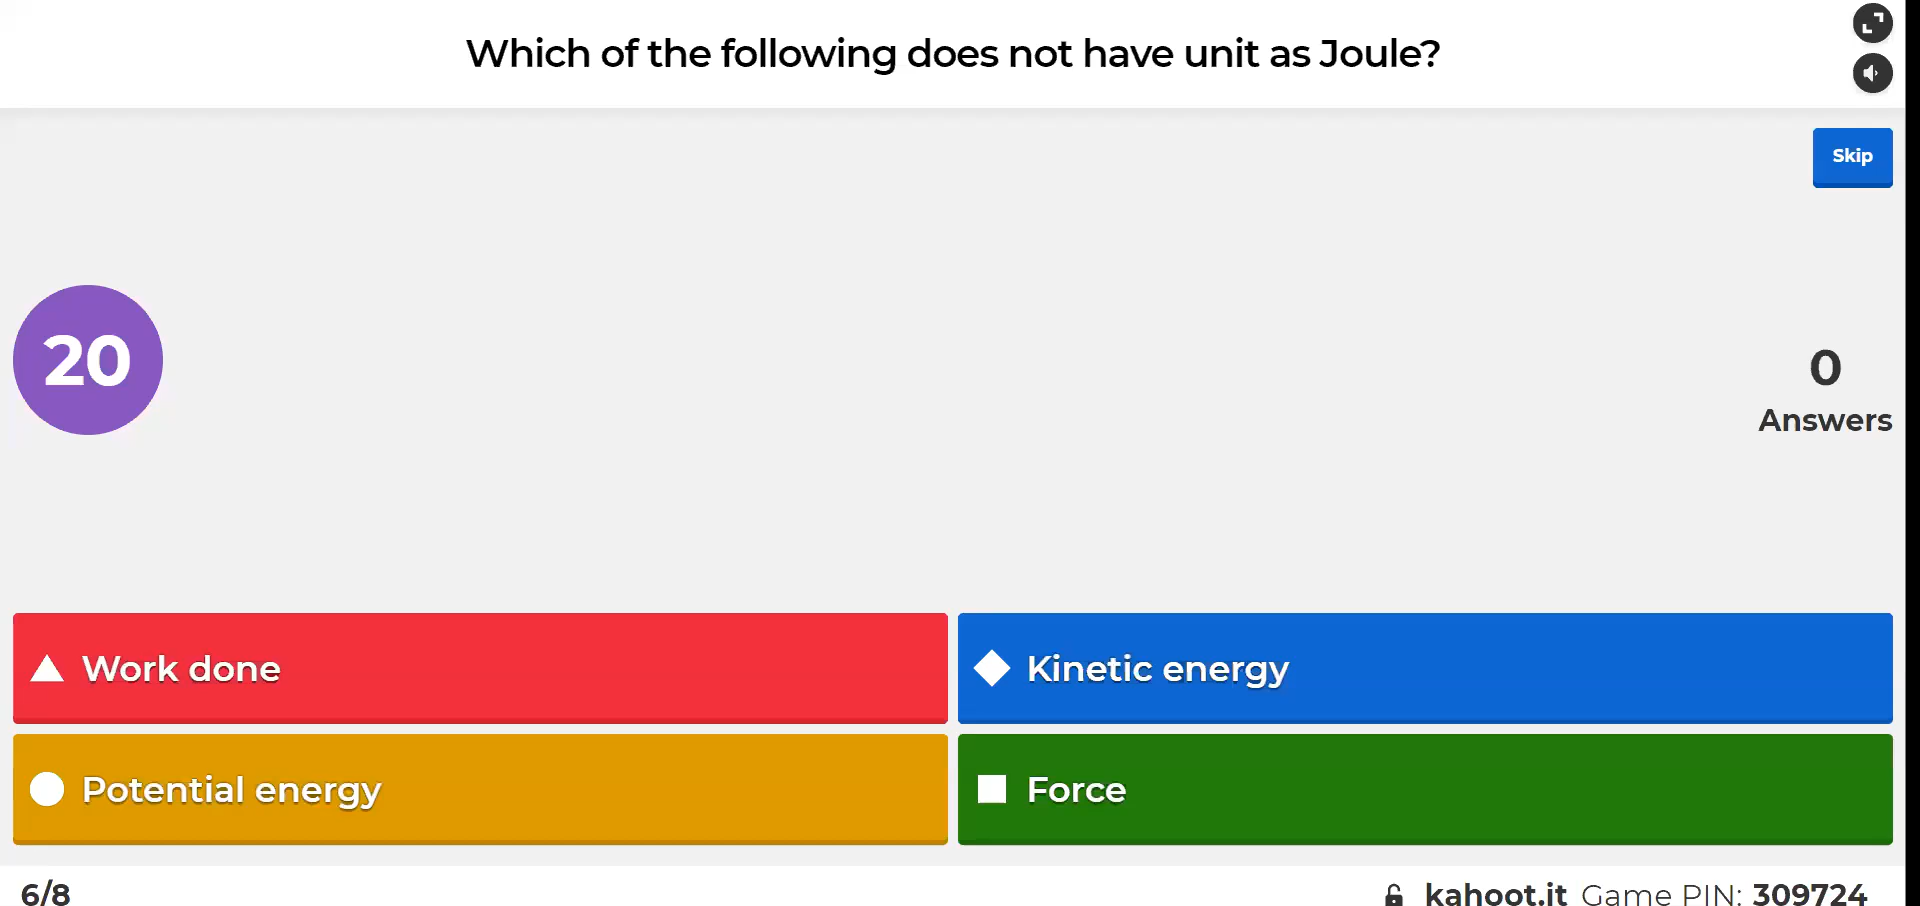 Which of the following does not have unit as Joule?
Skip
20
0
Answers
Work done
Kinetic energy
Potential energy
Force
6/8
kahoot.it Game PIN: 309724